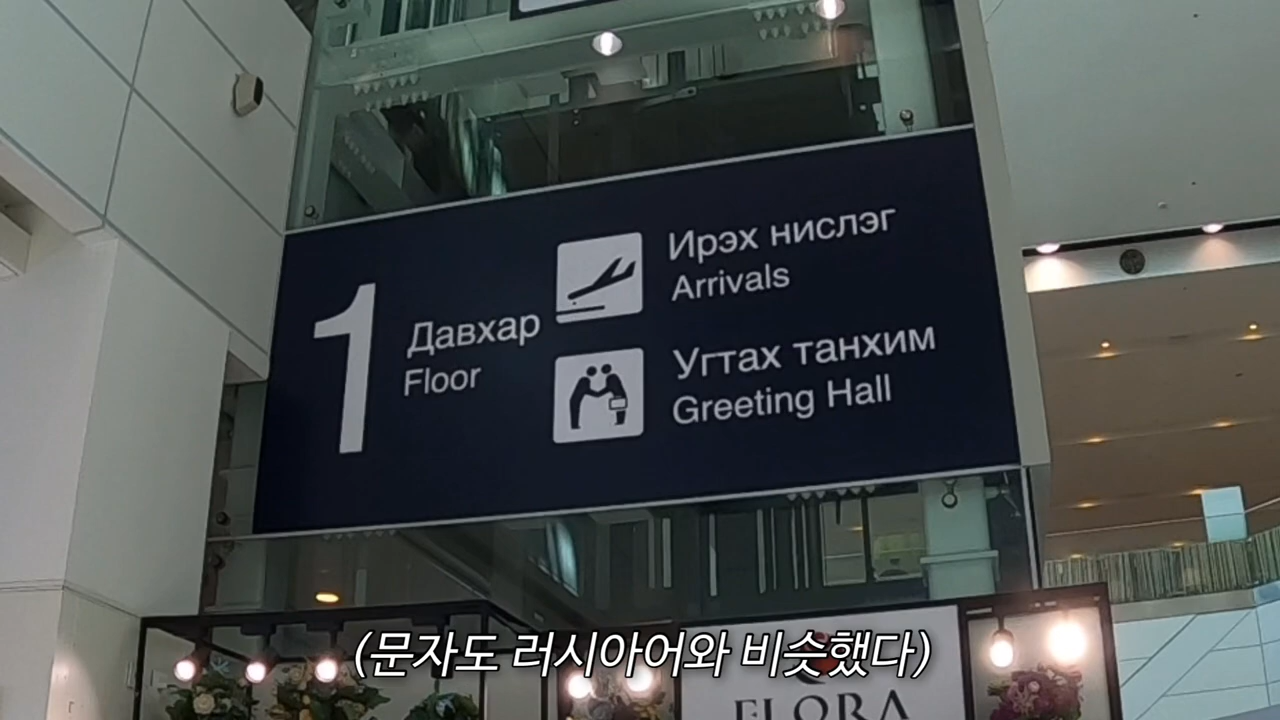 1
Давхар
Floor
Ирэх нислэг
Arrivals
Угтах танхим
Greeting Hall
(문자도 러시아어와 비슷했다)
FLORA